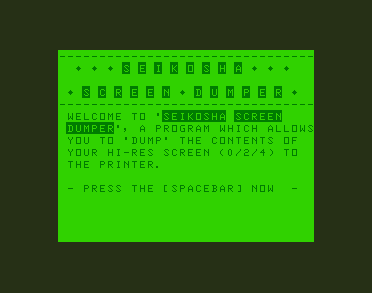 ◆ ◆ ◆ SEIKOSHA ◆ ◆ ◆
◆ SCREEN ◆ DUMPER ◆
WELCOME TO 'SEIKOSHA SCREEN
DUMPER', A PROGRAM WHICH ALLOWS
YOU TO 'DUMP' THE CONTENTS OF
YOUR HI-RES SCREEN (0/2/4) TO
THE PRINTER.
- PRESS THE [SPACEBAR] NOW -